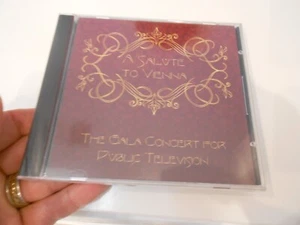 A Salute
to Vienna
The Gala Concert for
Public Television